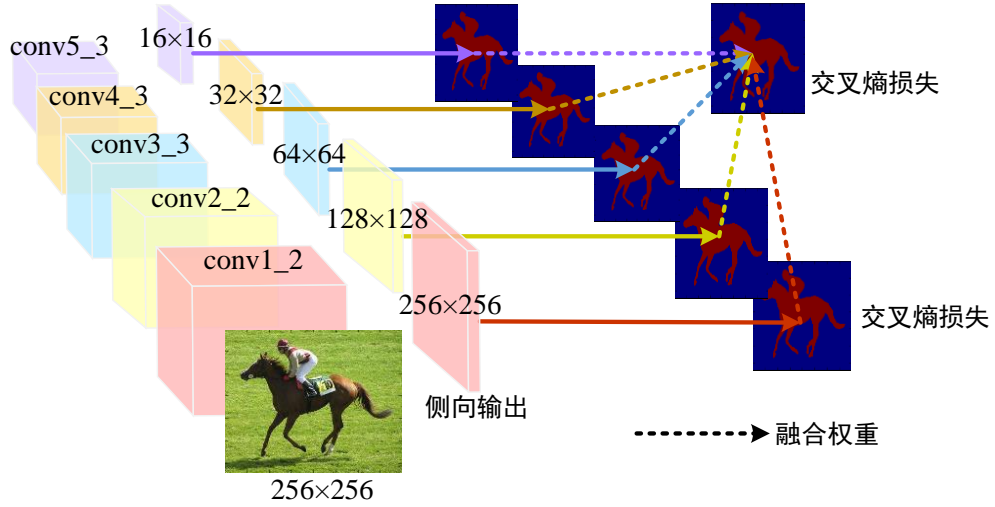 16×16
conv5_3
交叉熵损失
conv4_3
32×32
conv3_3
64×64
conv2_2
128×128
conv1_2
256×256
交叉熵损失
侧向输出
融合权重
256×256